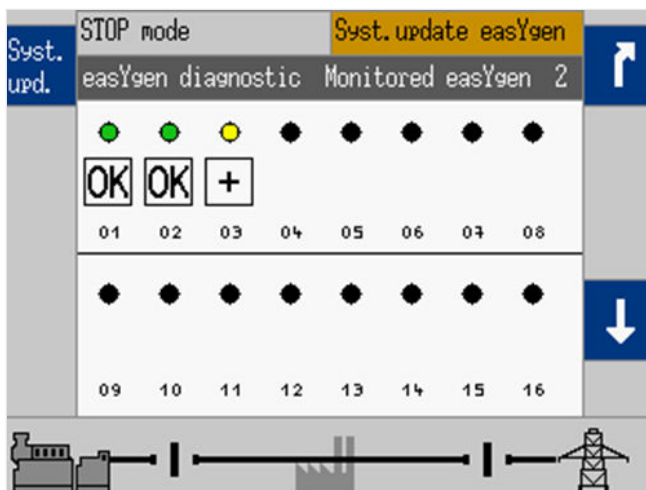 STOP mode Syst.update easYgen
Syst.
upd.
easYgen diagnostic Monitored easYgen 2
OK OK +
01 02 03 04 05 06 07 08
09 10 11 12 13 14 15 16